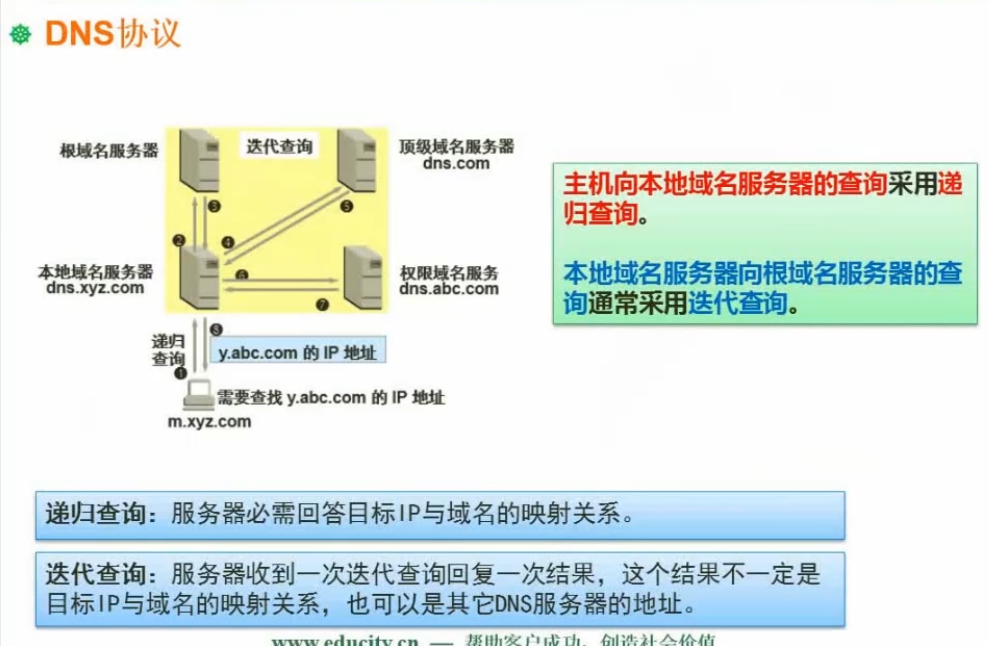 DNS协议
根域名服务器
迭代查询
顶级域名服务器
dns.com
❸
❺
❷
❹
本地域名服务器
dns.xyz.com
❻
权限域名服务
dns.abc.com
❼
递归
查询
❽
y.abc.com 的 IP 地址
❶
需要查找 y.abc.com 的 IP 地址
m.xyz.com
主机向本地域名服务器的查询采用递
归查询。
本地域名服务器向根域名服务器的查
询通常采用迭代查询。
递归查询：服务器必需回答目标IP与域名的映射关系。
迭代查询：服务器收到一次迭代查询回复一次结果，这个结果不一定是
目标IP与域名的映射关系，也可以是其它DNS服务器的地址。
www.educity.cn — 帮助客户成功，创造社会价值